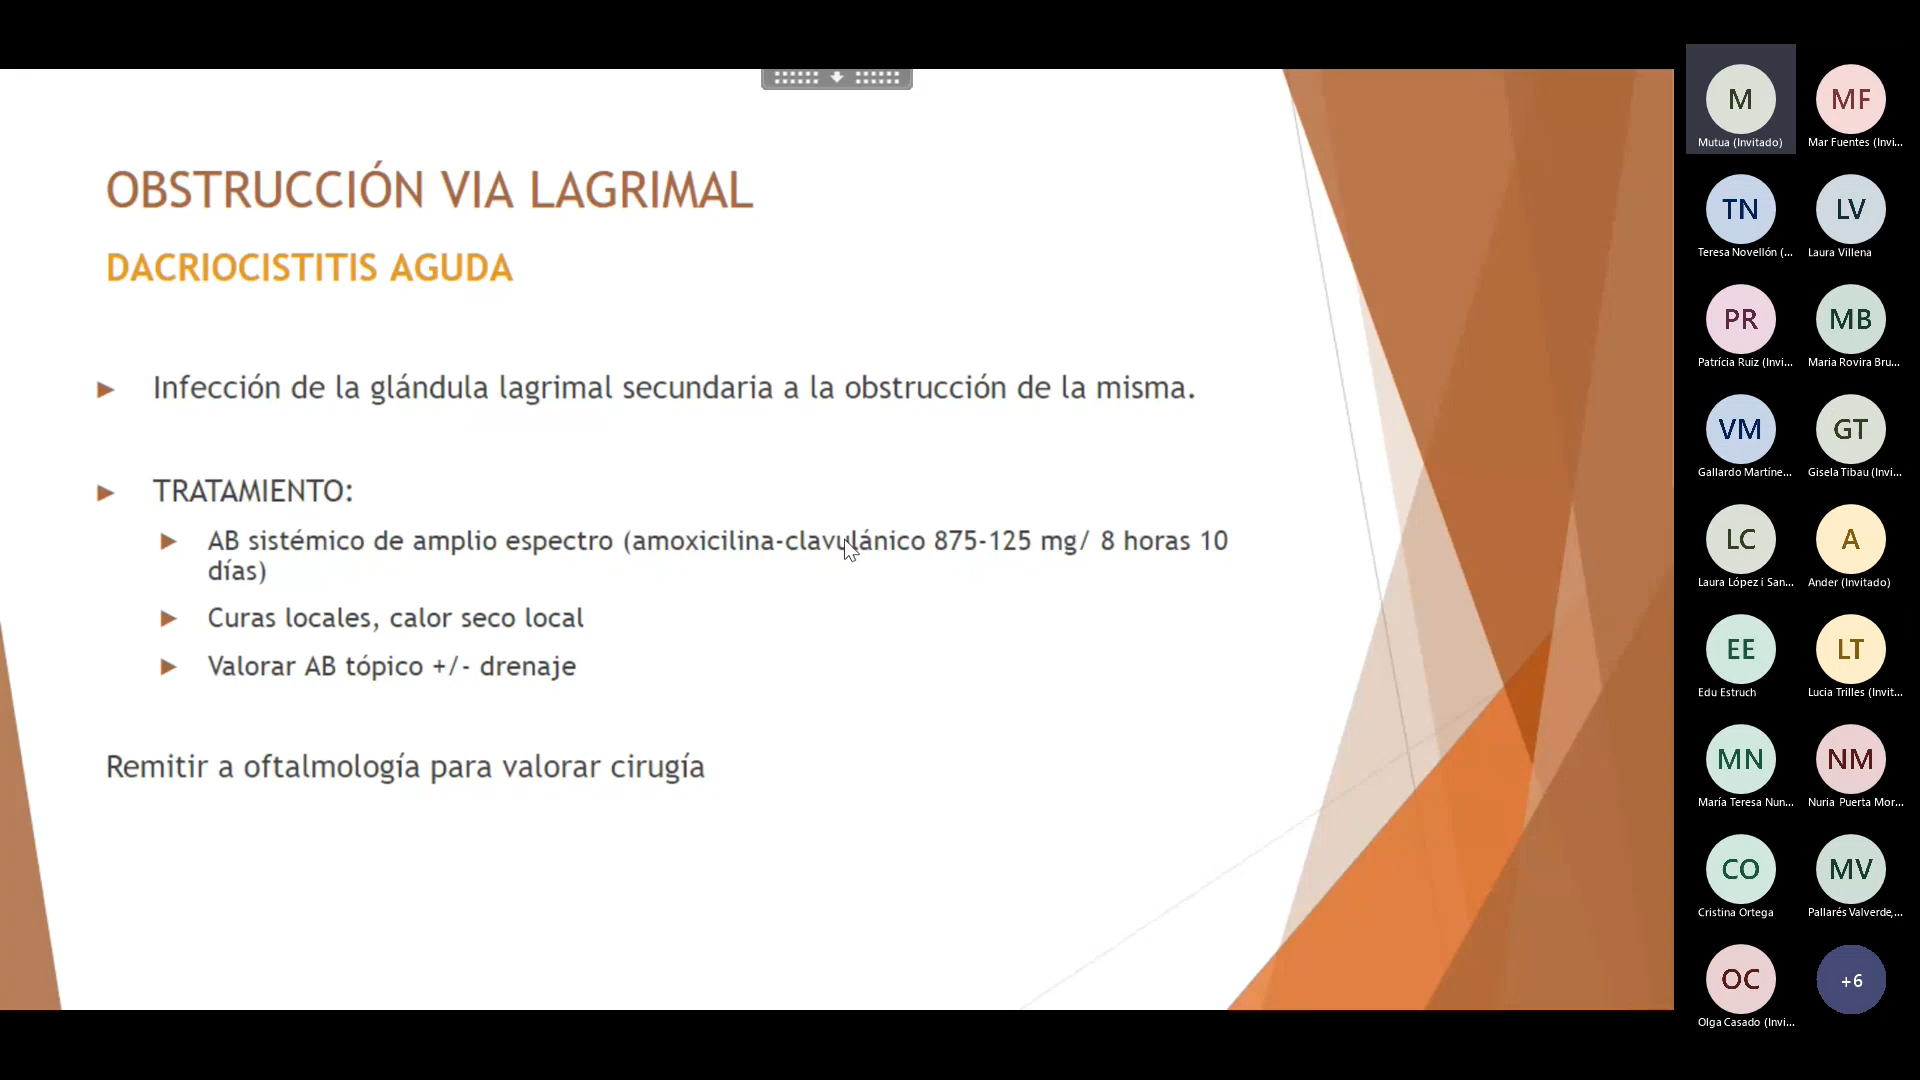 OBSTRUCCIÓN VIA LAGRIMAL
DACRIOCISTITIS AGUDA
Infección de la glándula lagrimal secundaria a la obstrucción de la misma.
TRATAMIENTO:
AB sistémico de amplio espectro (amoxicilina-clavulánico 875-125 mg/ 8 horas 10
días)
Curas locales, calor seco local
Valorar AB tópico +/- drenaje
Remitir a oftalmología para valorar cirugía
M
Mutua (Invitado)
MF
Mar Fuentes (Invi...
TN
Teresa Novellón (...
LV
Laura Villena
PR
Patrícia Ruiz (Invi...
MB
Maria Rovira Bru...
VM
Gallardo Martíne...
GT
Gisela Tibau (Invi...
LC
Laura López i San...
A
Ander (Invitado)
EE
Edu Estruch
LT
Lucia Trilles (Invit...
MN
María Teresa Nun...
NM
Nuria Puerta Mor...
CO
Cristina Ortega
MV
Pallarés Valverde,...
OC
Olga Casado (Invi...
+6